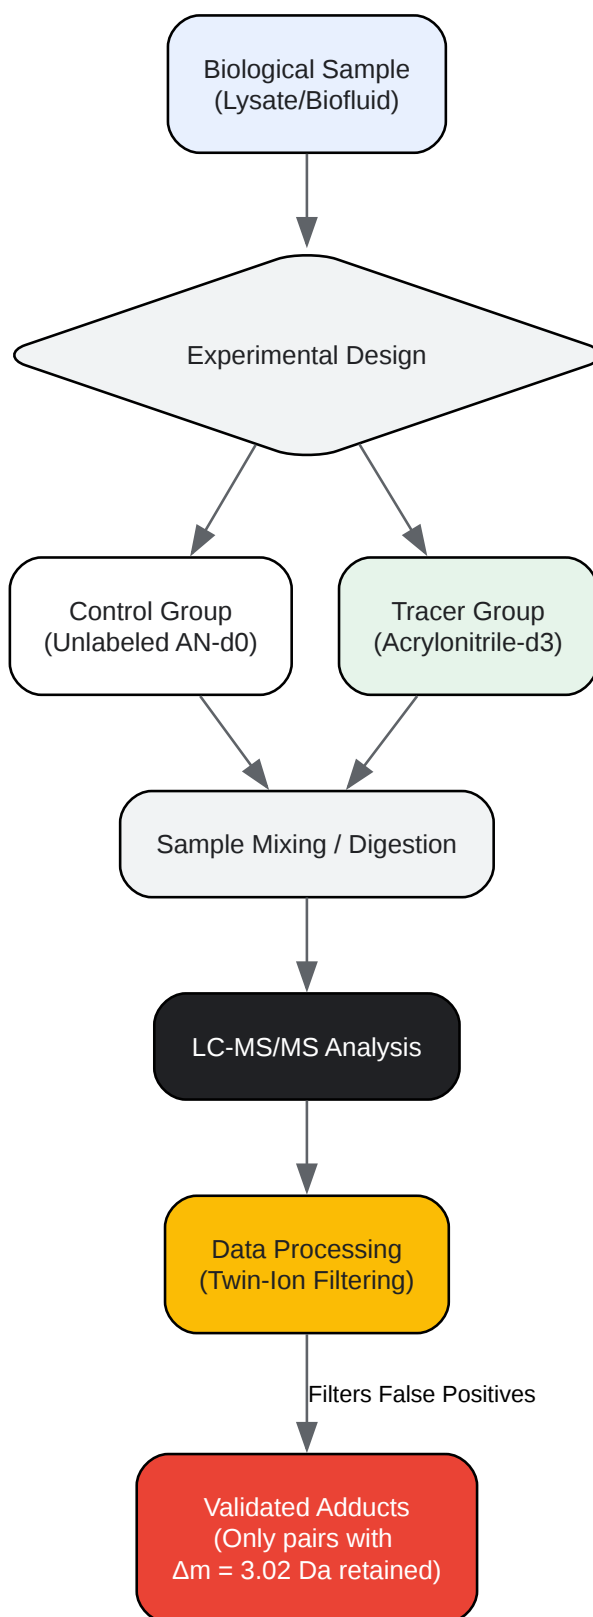 Biological Sample
(Lysate/Biofluid)
Experimental Design
Control Group
(Unlabeled AN-d0)
Tracer Group
(Acrylonitrile-d3)
Sample Mixing / Digestion
LC-MS/MS Analysis
Data Processing
(Twin-Ion Filtering)
Filters False Positives
Validated Adducts
(Only pairs with
Δm = 3.02 Da retained)